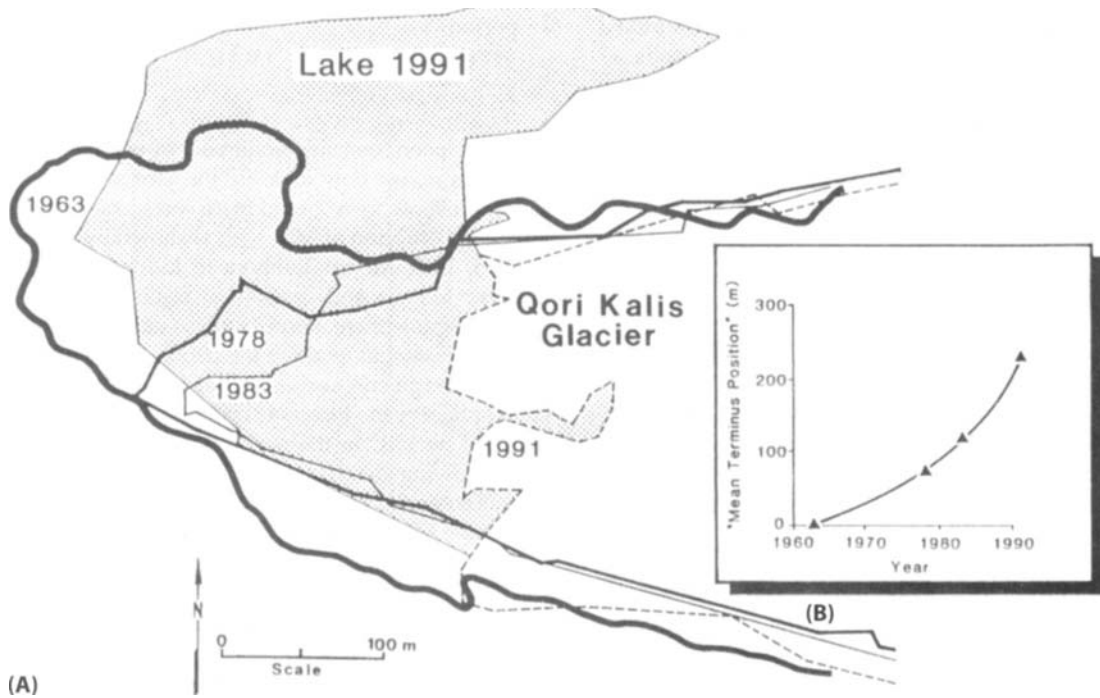 Lake 1991
1963
1978
1983
1991
Qori Kalis
Glacier
N
0 100 m
Scale
(A)
"Mean Terminus Position" (m)
300
200
100
0
1960 1970 1980 1990
Year
(B)